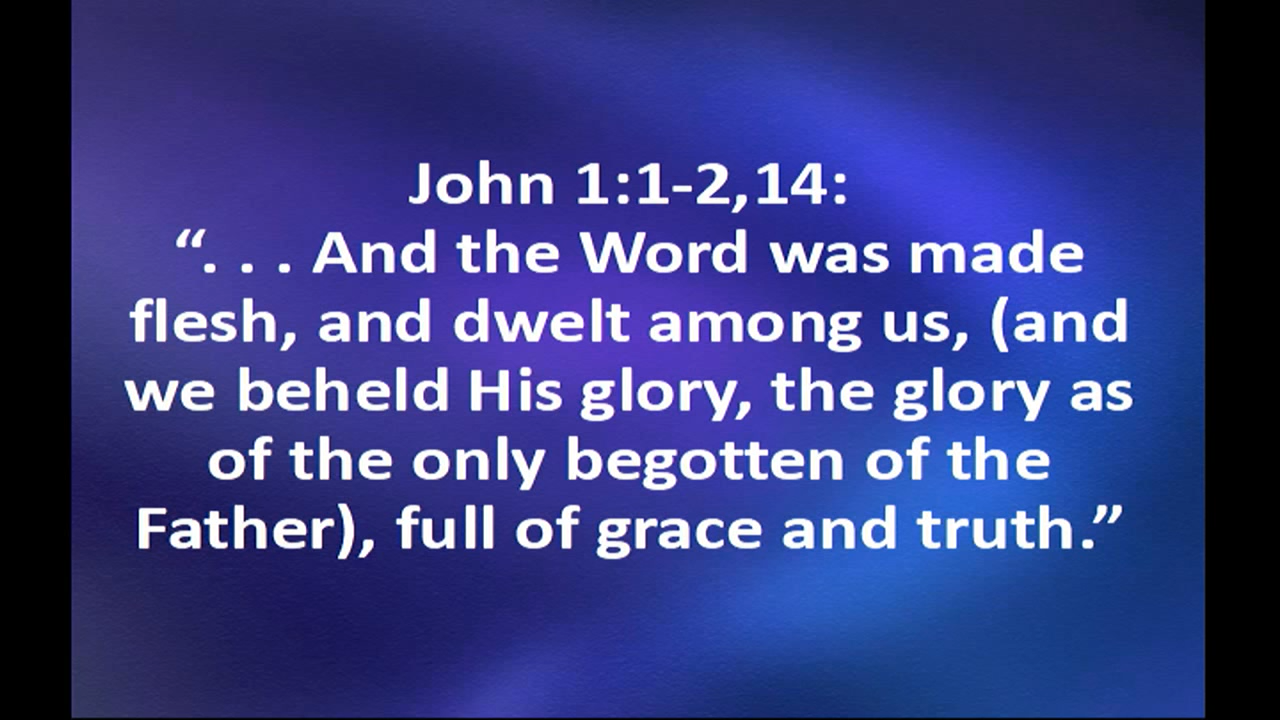 John 1:1-2,14:
“. . . And the Word was made
flesh, and dwelt among us, (and
we beheld His glory, the glory as
of the only begotten of the
Father), full of grace and truth.”